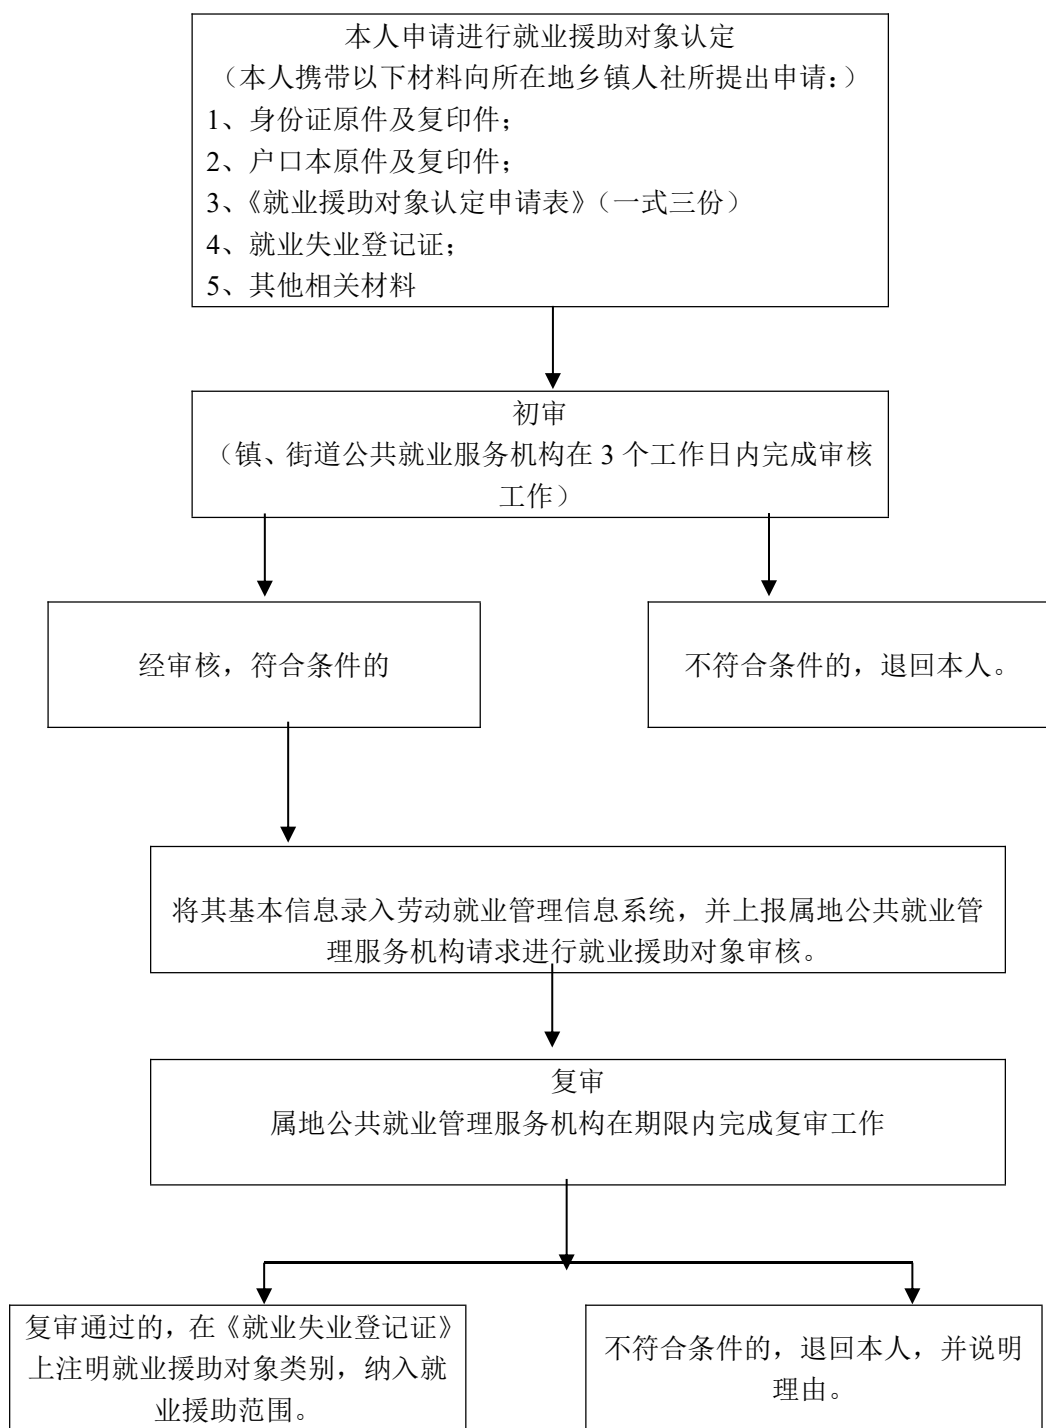 本人申请进行就业援助对象认定
（本人携带以下材料向所在地乡镇人社所提出申请：）
1、身份证原件及复印件；
2、户口本原件及复印件；
3、《就业援助对象认定申请表》（一式三份）
4、就业失业登记证；
5、其他相关材料
初审
（镇、街道公共就业服务机构在 3 个工作日内完成审核
工作）
经审核，符合条件的
不符合条件的，退回本人。
将其基本信息录入劳动就业管理信息系统，并上报属地公共就业管
理服务机构请求进行就业援助对象审核。
复审
属地公共就业管理服务机构在期限内完成复审工作
复审通过的，在《就业失业登记证》
上注明就业援助对象类别，纳入就
业援助范围。
不符合条件的，退回本人，并说明
理由。